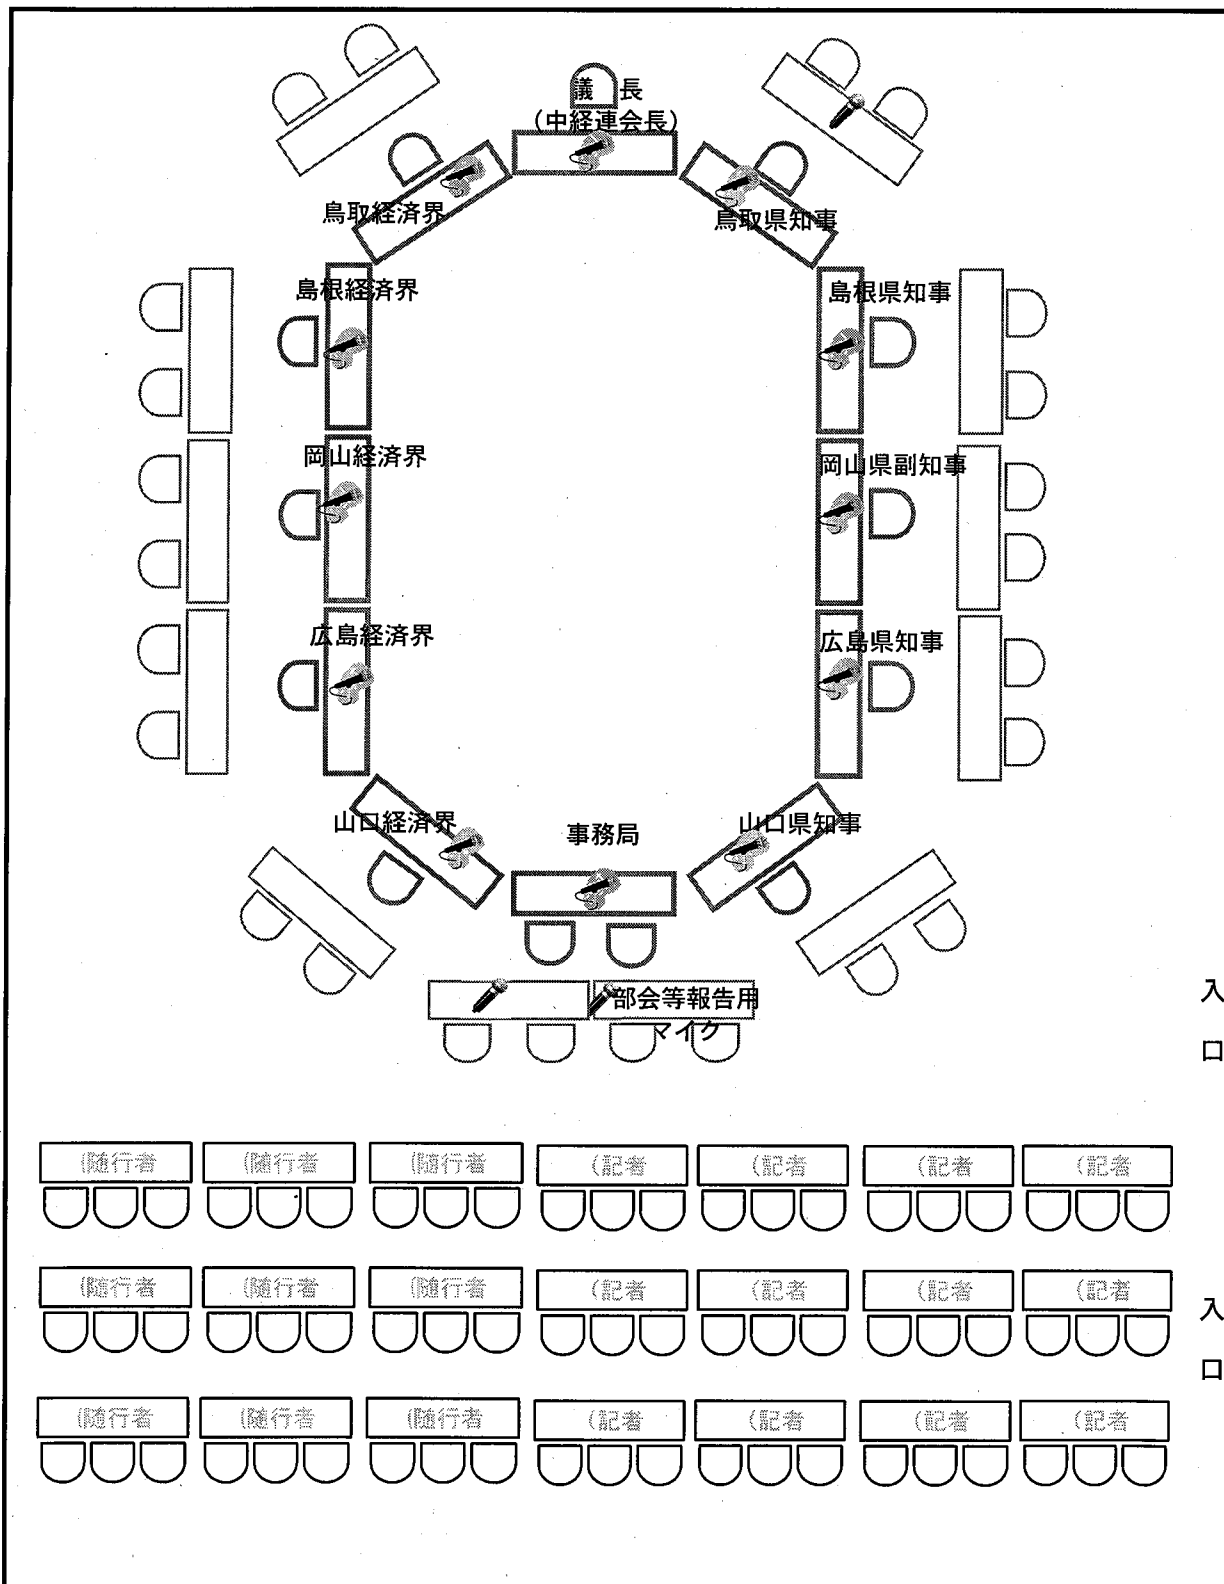 議　長
（中経連会長）
鳥取経済界
鳥取県知事
島根経済界
島根県知事
岡山経済界
岡山県副知事
広島経済界
広島県知事
山口経済界
事務局
山口県知事
部会等報告用
マイク
入
口
（随行者
（随行者
（随行者
（記者
（記者
（記者
（記者
（随行者
（随行者
（随行者
（記者
（記者
（記者
（記者
入
口
（随行者
（随行者
（随行者
（記者
（記者
（記者
（記者